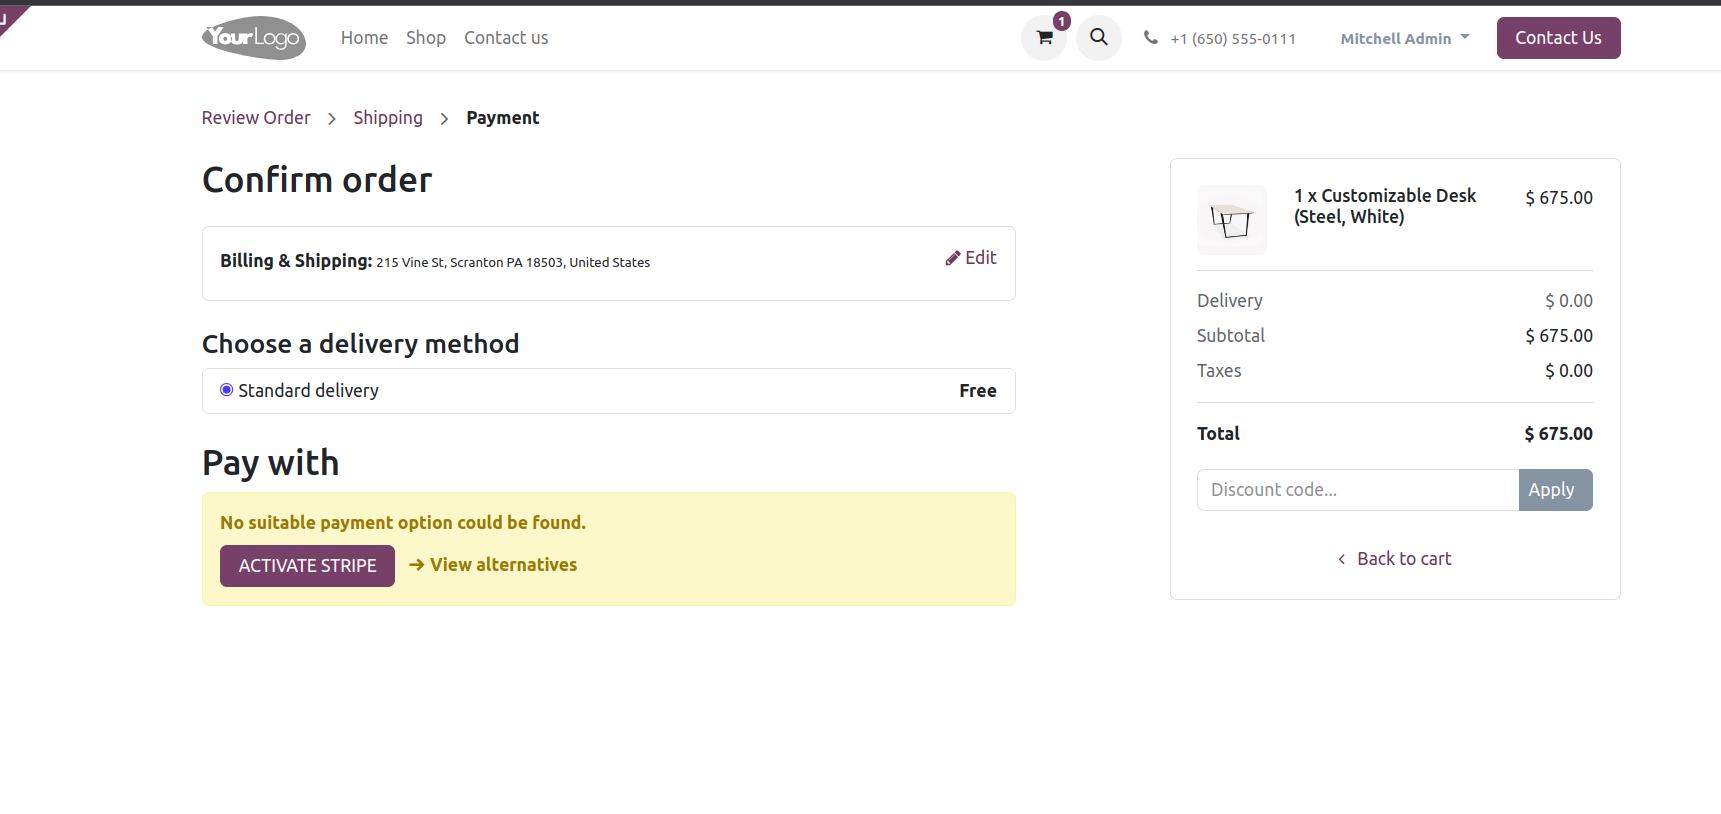 YourLogo
Home Shop Contact us
1
+1 (650) 555-0111
Mitchell Admin
Contact Us
Review Order > Shipping > Payment
Confirm order
Billing & Shipping: 215 Vine St, Scranton PA 18503, United States
Edit
Choose a delivery method
Standard delivery Free
Pay with
No suitable payment option could be found.
ACTIVATE STRIPE → View alternatives
1 x Customizable Desk $ 675.00
(Steel, White)
Delivery $ 0.00
Subtotal $ 675.00
Taxes $ 0.00
Total $ 675.00
Discount code... Apply
< Back to cart